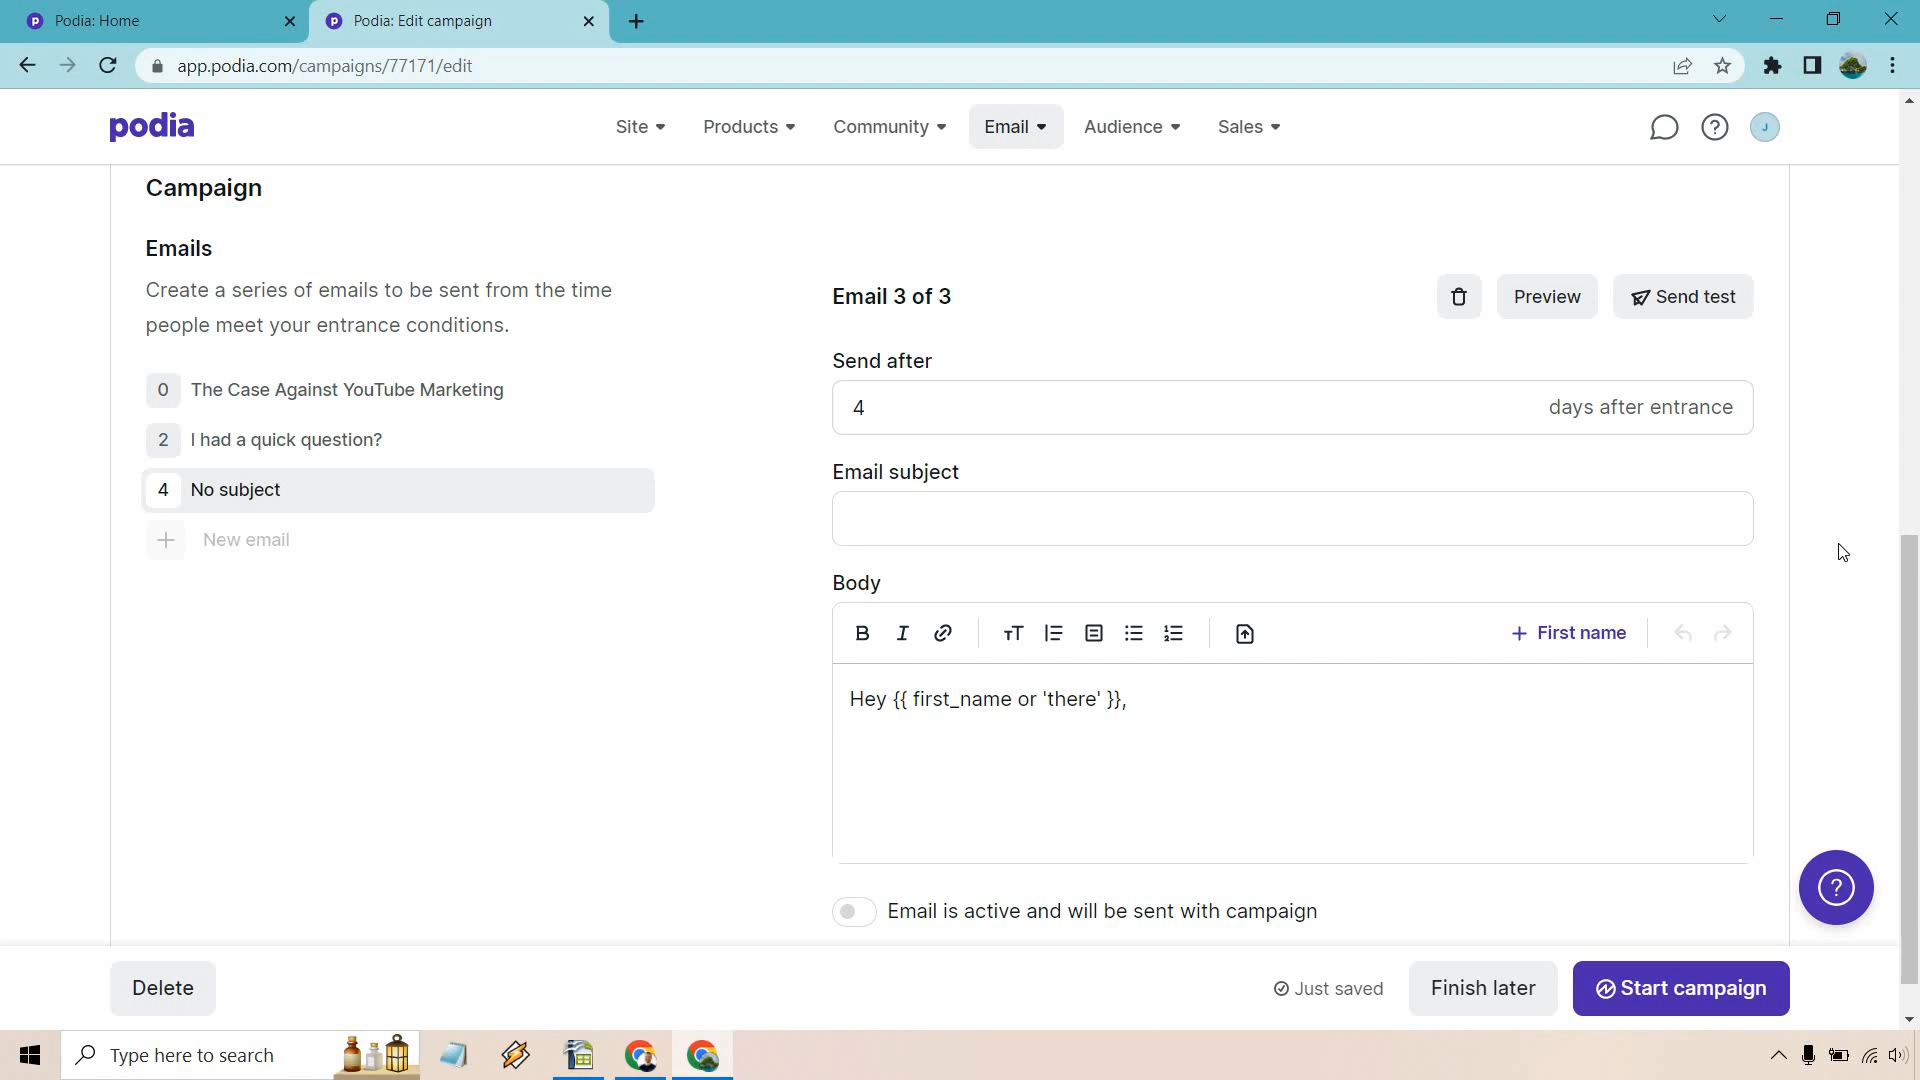 Podia: Home
Podia: Edit campaign
app.podia.com/campaigns/77171/edit
podia
Site
Products
Community
Email
Audience
Sales
J
Campaign
Emails
Create a series of emails to be sent from the time
people meet your entrance conditions.
0 The Case Against YouTube Marketing
2 I had a quick question?
4 No subject
New email
Email 3 of 3
Preview
Send test
Send after
4 days after entrance
Email subject
Body
B I + First name
Hey {{ first_name or 'there' }},
Email is active and will be sent with campaign
Delete
Just saved
Finish later
Start campaign
Type here to search